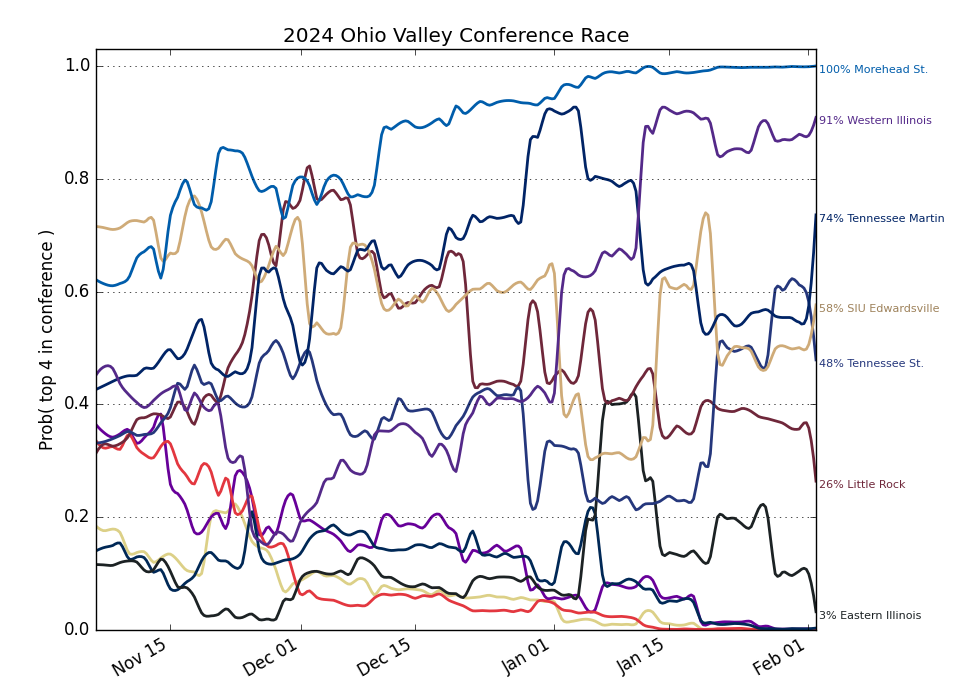 2024 Ohio Valley Conference Race
Prob( top 4 in conference )
1.0
0.8
0.6
0.4
0.2
0.0
Nov 15
Dec 01
Dec 15
Jan 01
Jan 15
Feb 01
100% Morehead St.
91% Western Illinois
74% Tennessee Martin
58% SIU Edwardsville
48% Tennessee St.
26% Little Rock
3% Eastern Illinois